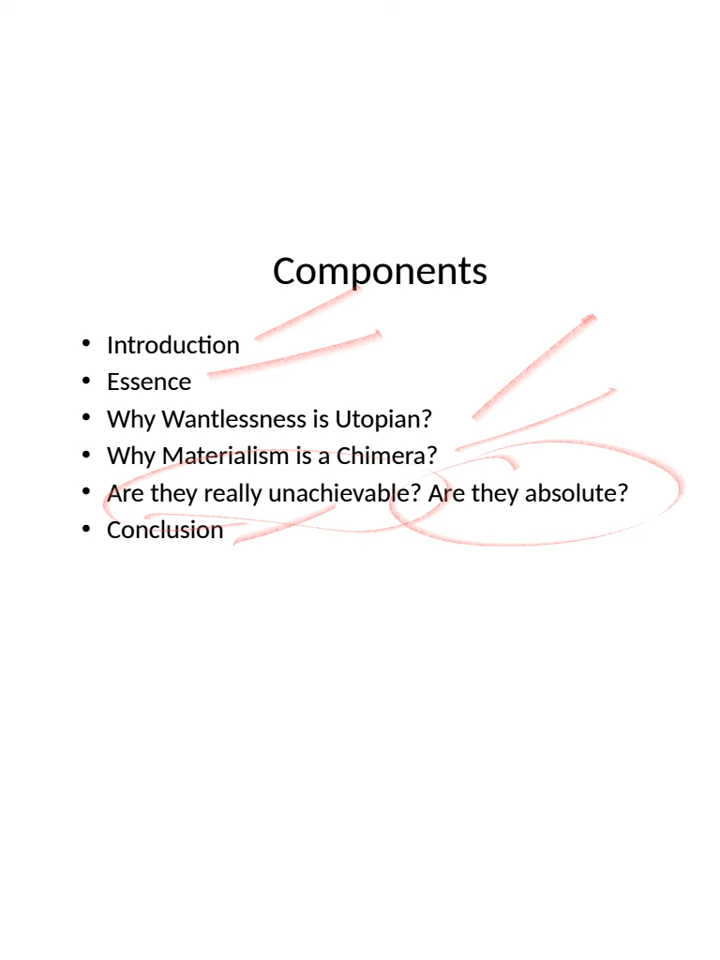 Components
• Introduction
• Essence
• Why Wantlessness is Utopian?
• Why Materialism is a Chimera?
• Are they really unachievable? Are they absolute?
• Conclusion